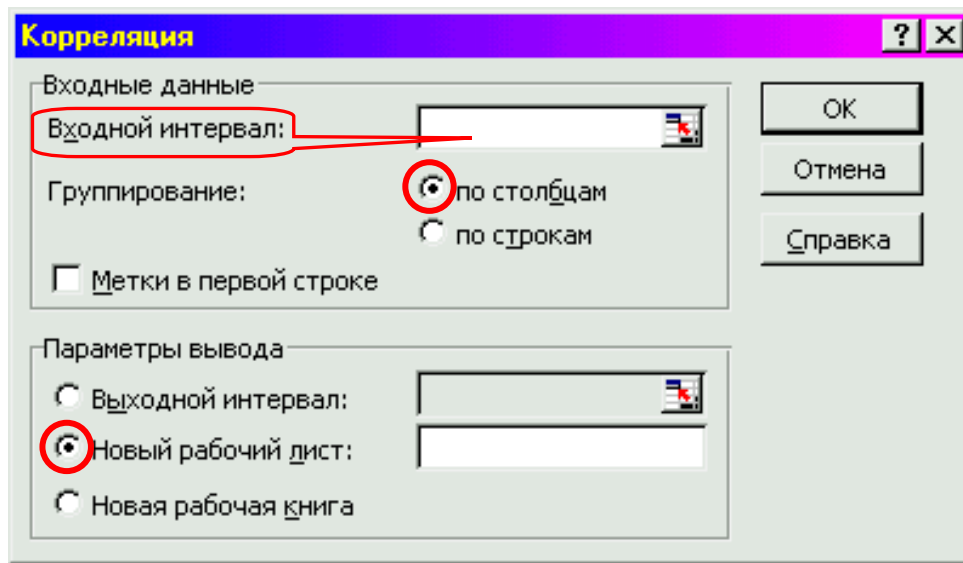 Корреляция
Входные данные
Входной интервал:
Группирование:
по столбцам
по строкам
Метки в первой строке
OK
Отмена
Справка
Параметры вывода
Выходной интервал:
Новый рабочий лист:
Новая рабочая книга